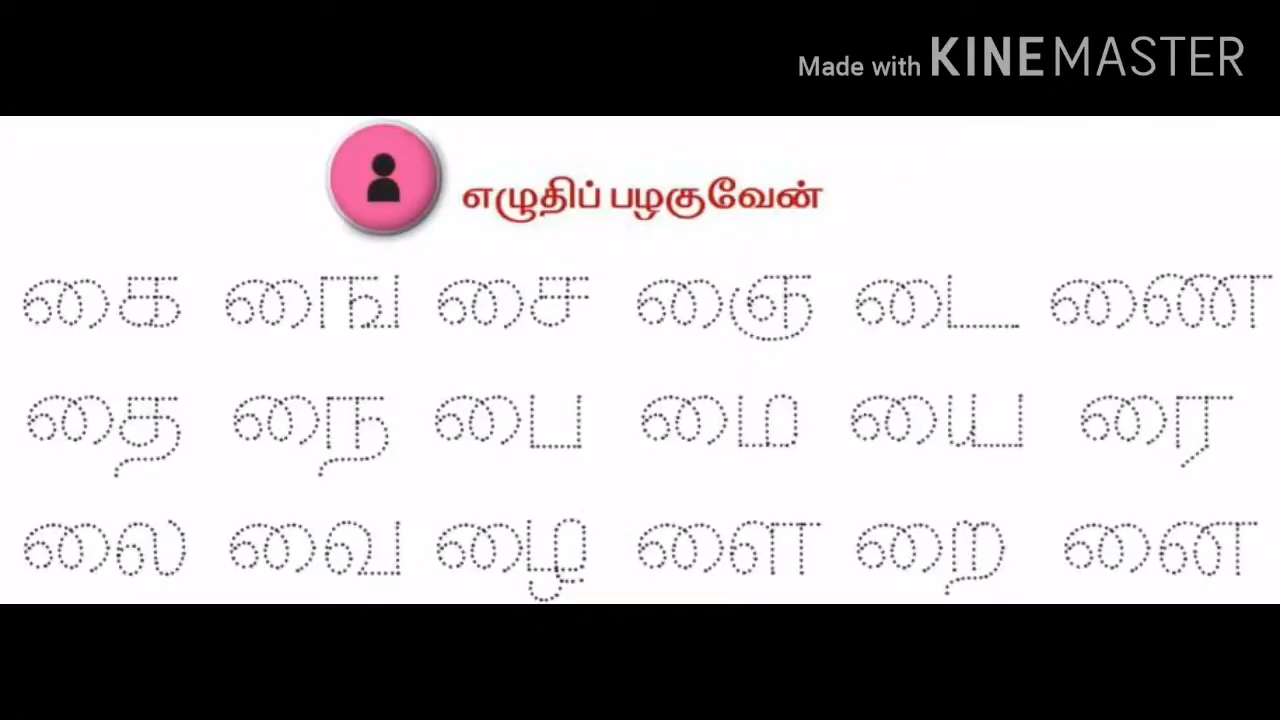 Made with KINEMASTER
எழுதிப் பழகுவேன்
கை ஙை சை ஞை டை ணை
தை நை பை மை யை ரை
லை வை ழை ளை றை னை